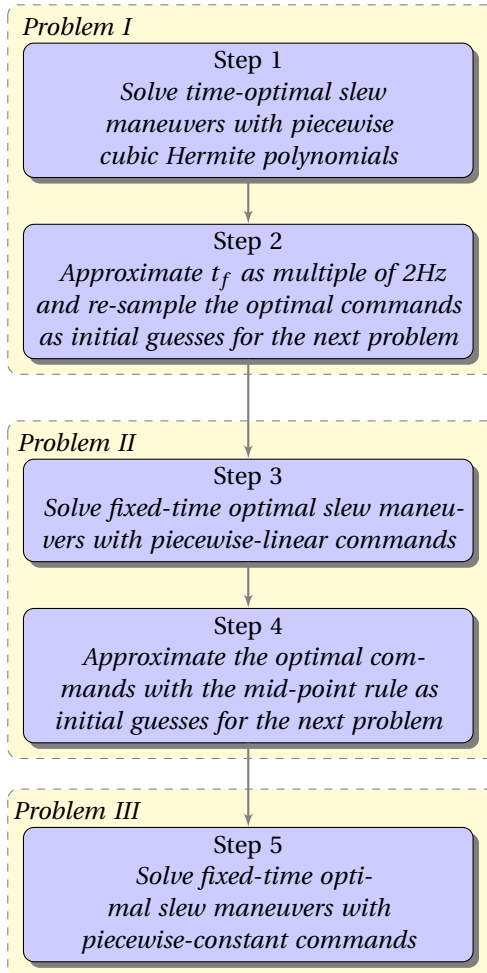 Problem I
Step 1
Solve time-optimal slew
maneuvers with piecewise
cubic Hermite polynomials
Step 2
Approximate t_f as multiple of 2Hz
and re-sample the optimal commands
as initial guesses for the next problem
Problem II
Step 3
Solve fixed-time optimal slew maneu-
vers with piecewise-linear commands
Step 4
Approximate the optimal com-
mands with the mid-point rule as
initial guesses for the next problem
Problem III
Step 5
Solve fixed-time opti-
mal slew maneuvers with
piecewise-constant commands